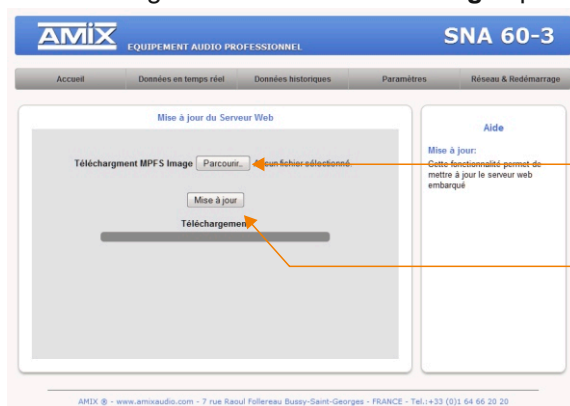 AMIX
EQUIPEMENT AUDIO PROFESSIONNEL
SNA 60-3
Accueil Données en temps réel Données historiques Paramètres Réseau & Redémarrage
Mise à jour du Serveur Web
Téléchargment MPFS Image Parcourir_ Aucun fichier sélectionné.
Mise à jour
Téléchargement
Aide
Mise à jour:
Cette fonctionnalité permet de
mettre à jour le serveur web
embarqué
AMIX ® - www.amixaudio.com - 7 rue Raoul Follereau Bussy-Saint-Georges - FRANCE - Tel.:+33 (0)1 64 66 20 20